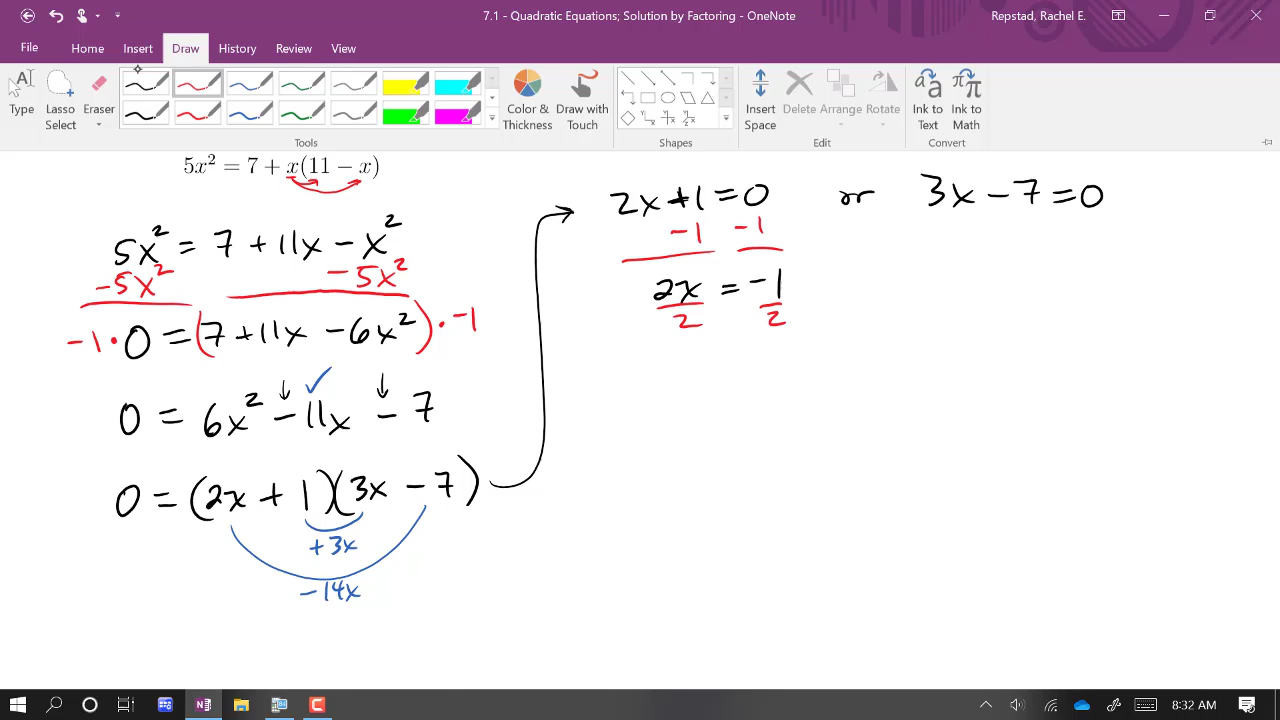 7.1 - Quadratic Equations; Solution by Factoring - OneNote
Repstad, Rachel E.
File Home Insert Draw History Review View
Type Lasso Select Eraser Color & Thickness Draw with Touch Insert Space Delete Arrange Rotate Ink to Text Ink to Math
Tools Shapes Edit Convert
5x² = 7 + x(11 − x)
5x² = 7 + 11x − x²
−5x² −5x²
−1 · 0 = (7 + 11x − 6x²) · −1
0 = 6x² − 11x − 7
0 = (2x + 1)(3x − 7)
+3x
−14x
2x + 1 = 0 or 3x − 7 = 0
−1 −1
2x = −1
2 2
8:32 AM